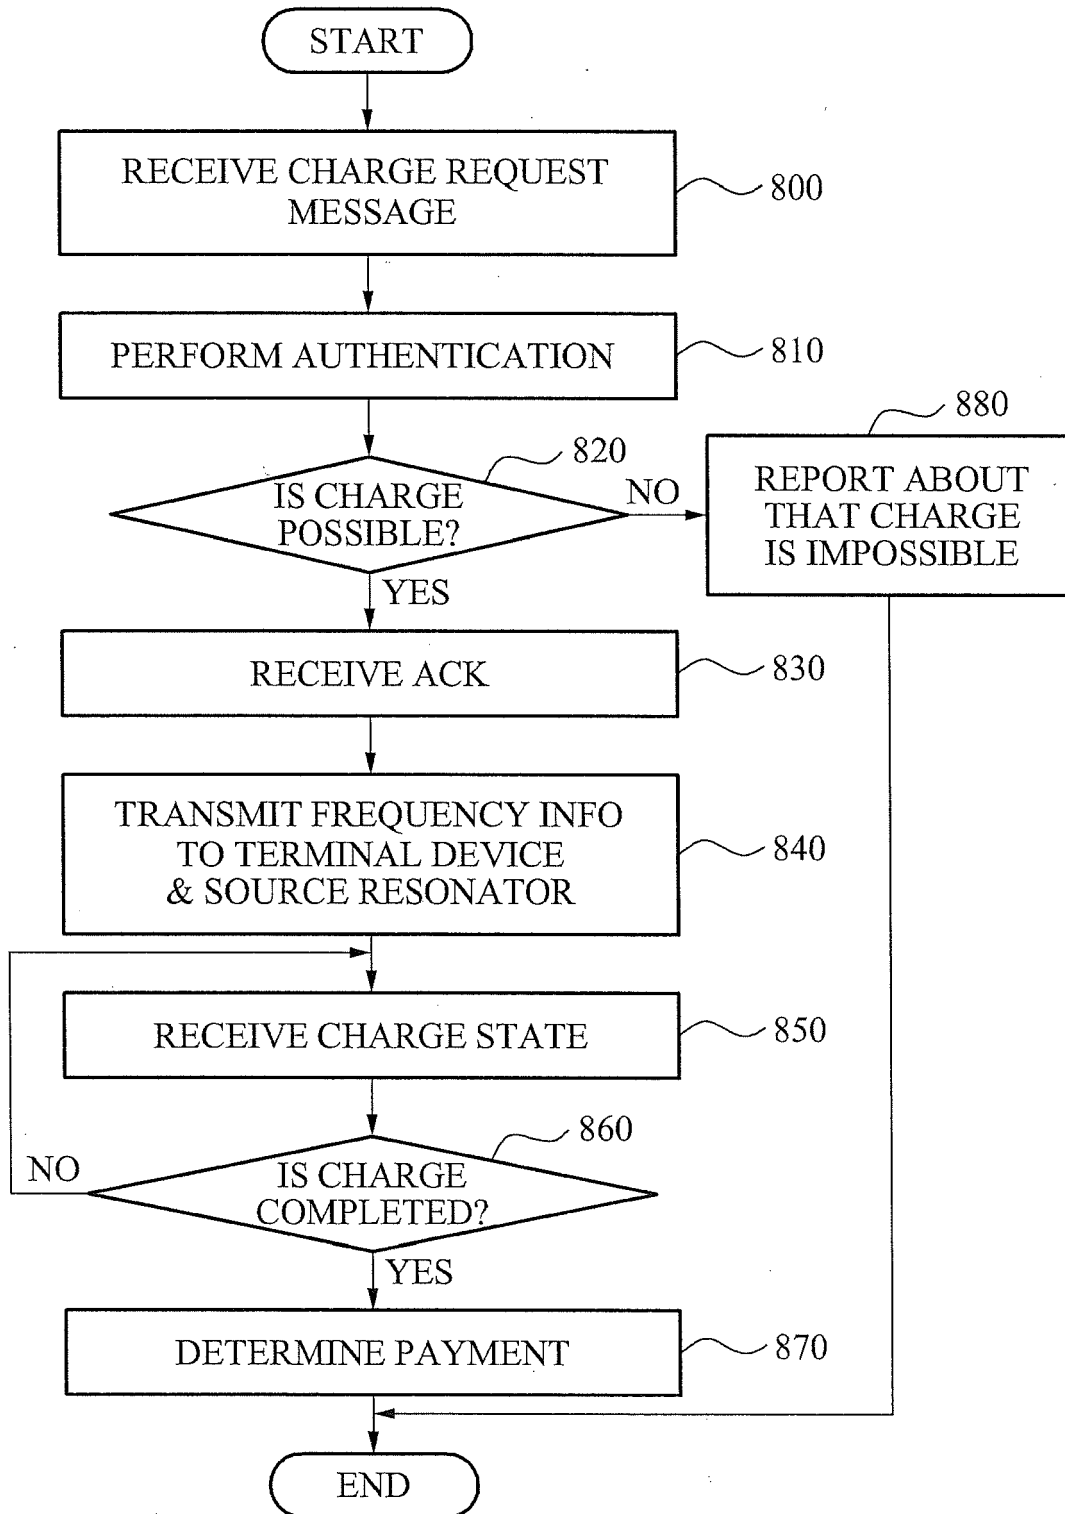 START
RECEIVE CHARGE REQUEST
MESSAGE
800
PERFORM AUTHENTICATION
810
880
820
IS CHARGE
POSSIBLE?
NO
REPORT ABOUT
THAT CHARGE
IS IMPOSSIBLE
YES
RECEIVE ACK
830
TRANSMIT FREQUENCY INFO
TO TERMINAL DEVICE
& SOURCE RESONATOR
840
RECEIVE CHARGE STATE
850
860
NO
IS CHARGE
COMPLETED?
YES
DETERMINE PAYMENT
870
END